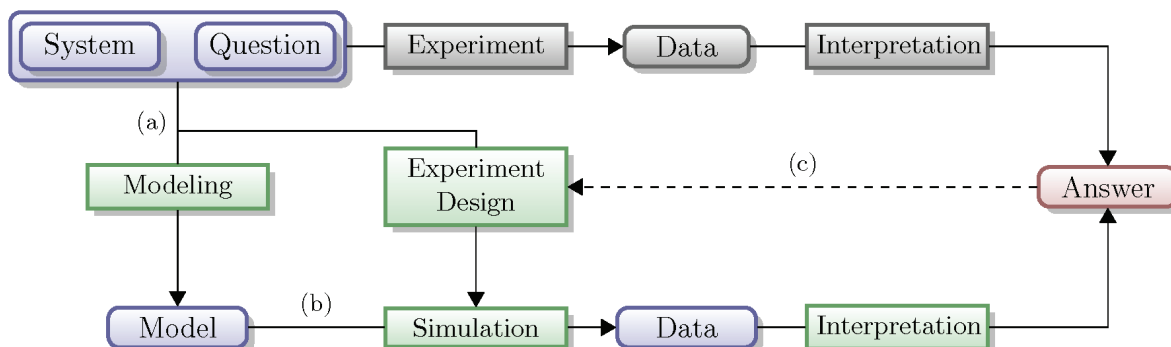 System
Question
Experiment
Data
Interpretation
(a)
Modeling
Experiment
Design
(c)
Answer
Model
(b)
Simulation
Data
Interpretation